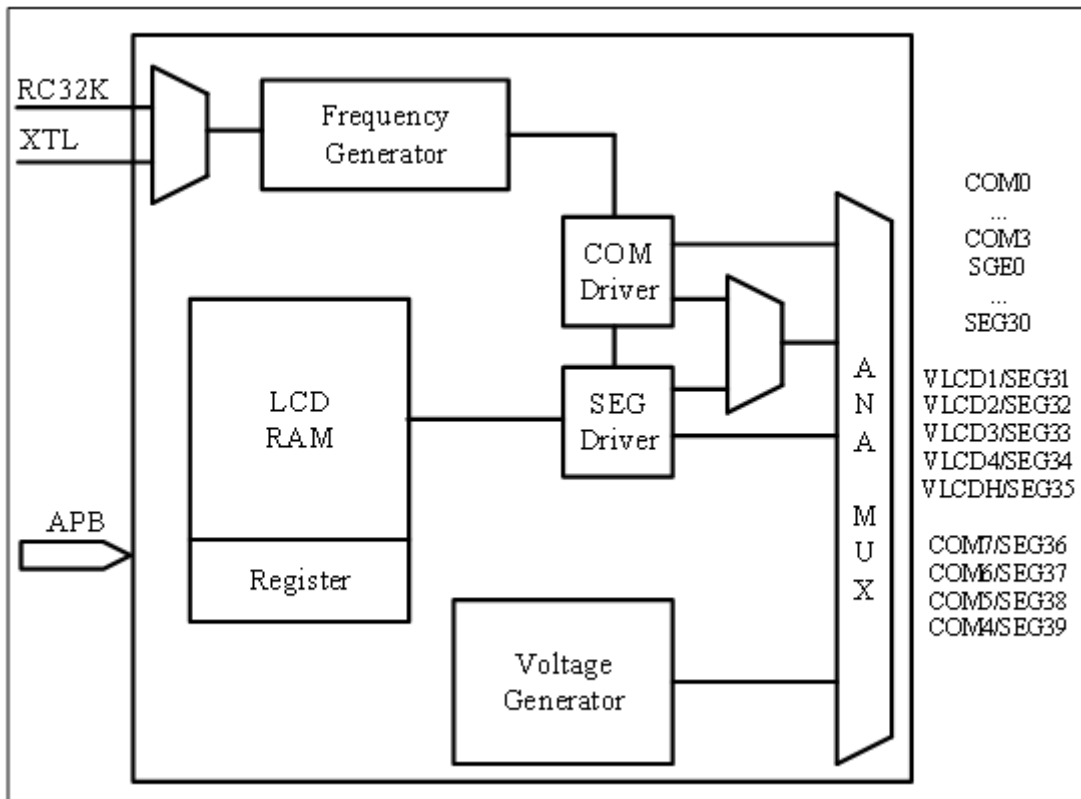 RC32K
XTL
Frequency
Generator
COM
Driver
LCD
RAM
SEG
Driver
APB
Register
Voltage
Generator
A
N
A
M
U
X
COM0
...
COM3
SGE0
...
SEG30
VLCD1/SEG31
VLCD2/SEG32
VLCD3/SEG33
VLCD4/SEG34
VLCDH/SEG35
COM7/SEG36
COM6/SEG37
COM5/SEG38
COM4/SEG39